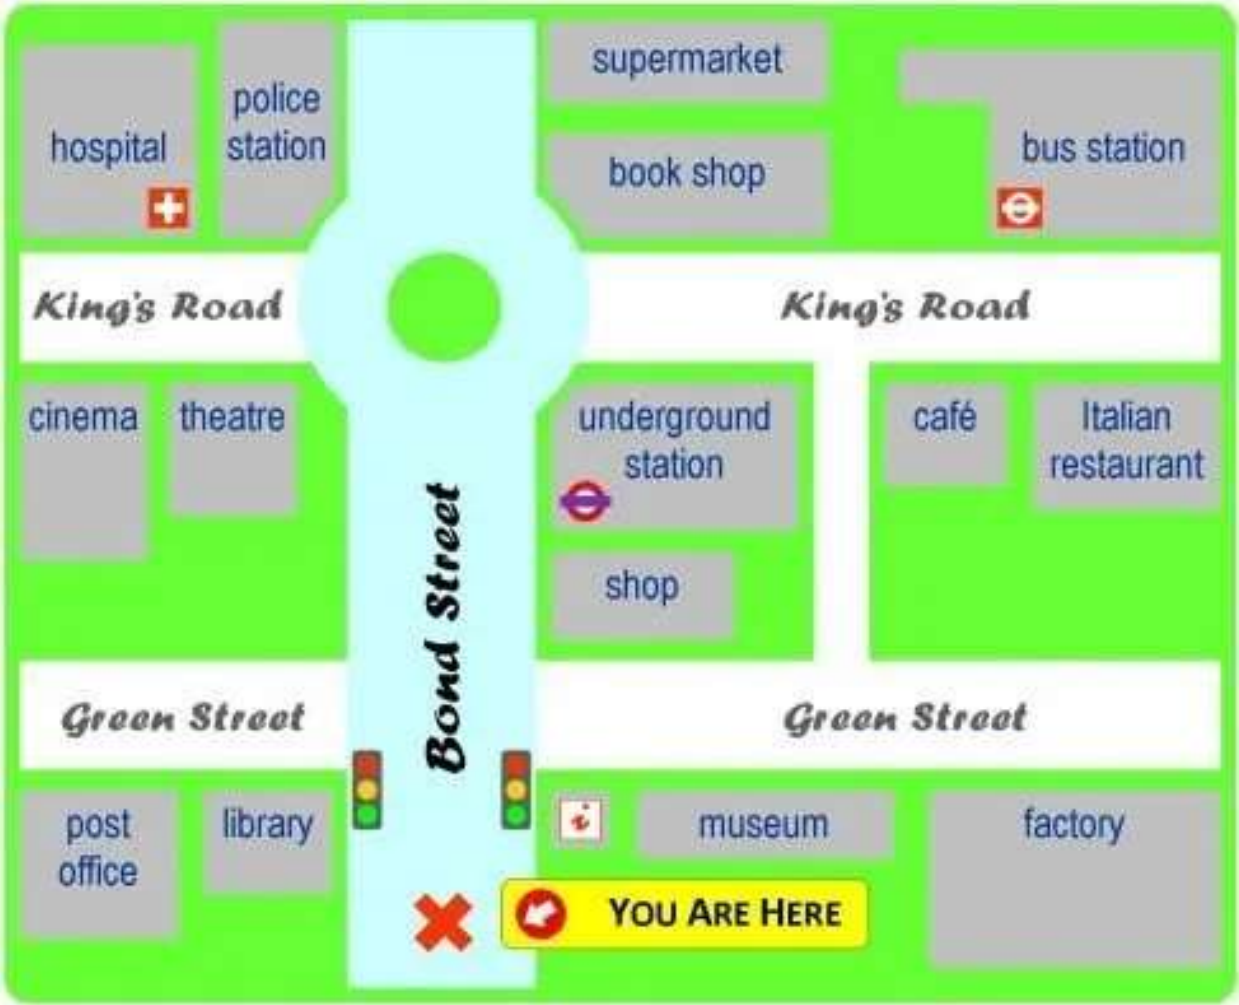 supermarket
police
station
hospital
bus station
book shop
King's Road
King's Road
cinema
theatre
underground
station
café
Italian
restaurant
Bond Street
shop
Green Street
Green Street
post
office
library
i
museum
factory
YOU ARE HERE